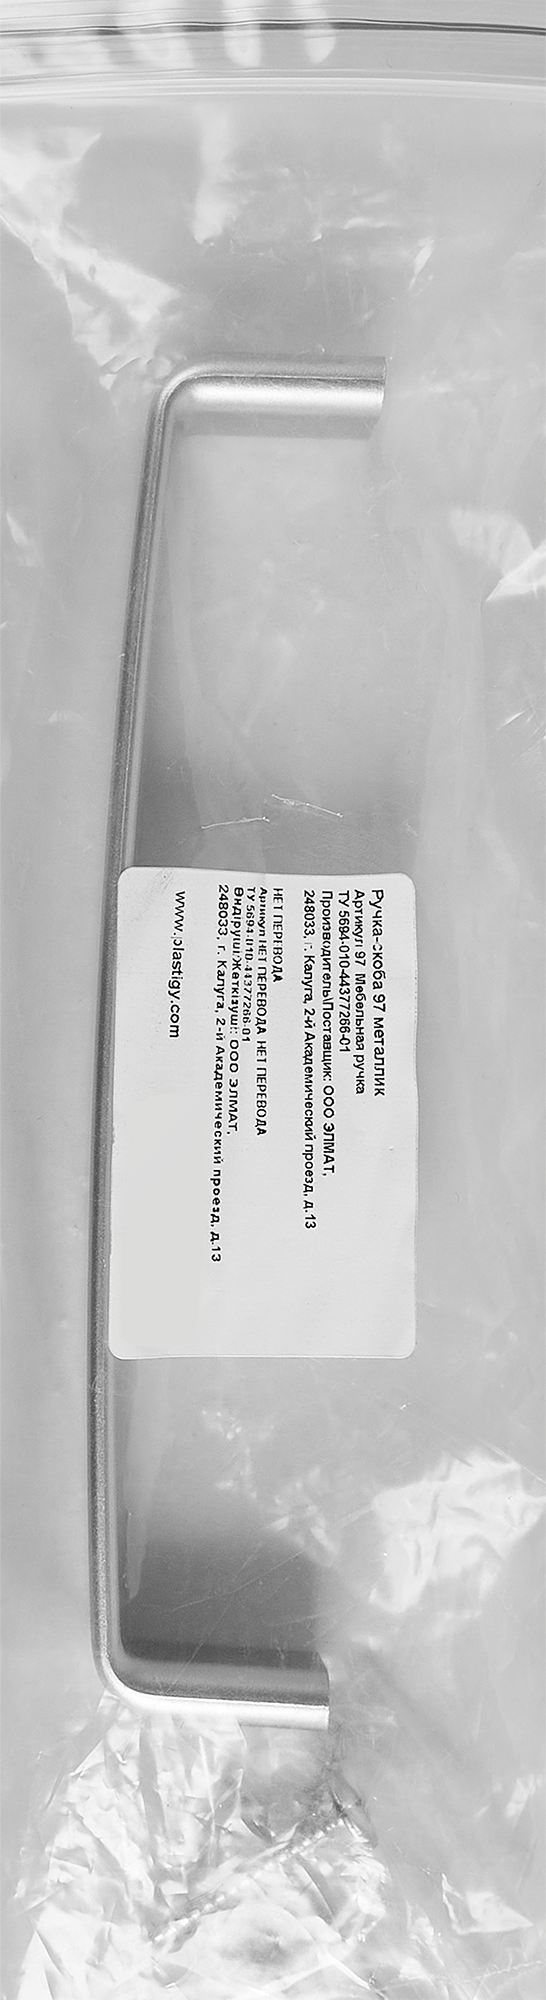 Ручка-скоба 97 металлик
Артикул 97 Мебельная ручка
ТУ 5694-010-44377266-01
Производитель\Поставщик: ООО ЭЛМАТ,
248033, г. Калуга, 2-й Академический проезд, д.13
НЕТ ПЕРЕВОДА
Артикул НЕТ ПЕРЕВОДА НЕТ ПЕРЕВОДА
ТУ 5694-010-44377266-01
Өндіруші/Жеткізуші: ООО ЭЛМАТ,
248033, г. Калуга, 2-й Академический проезд, д.13
www.plastigy.com